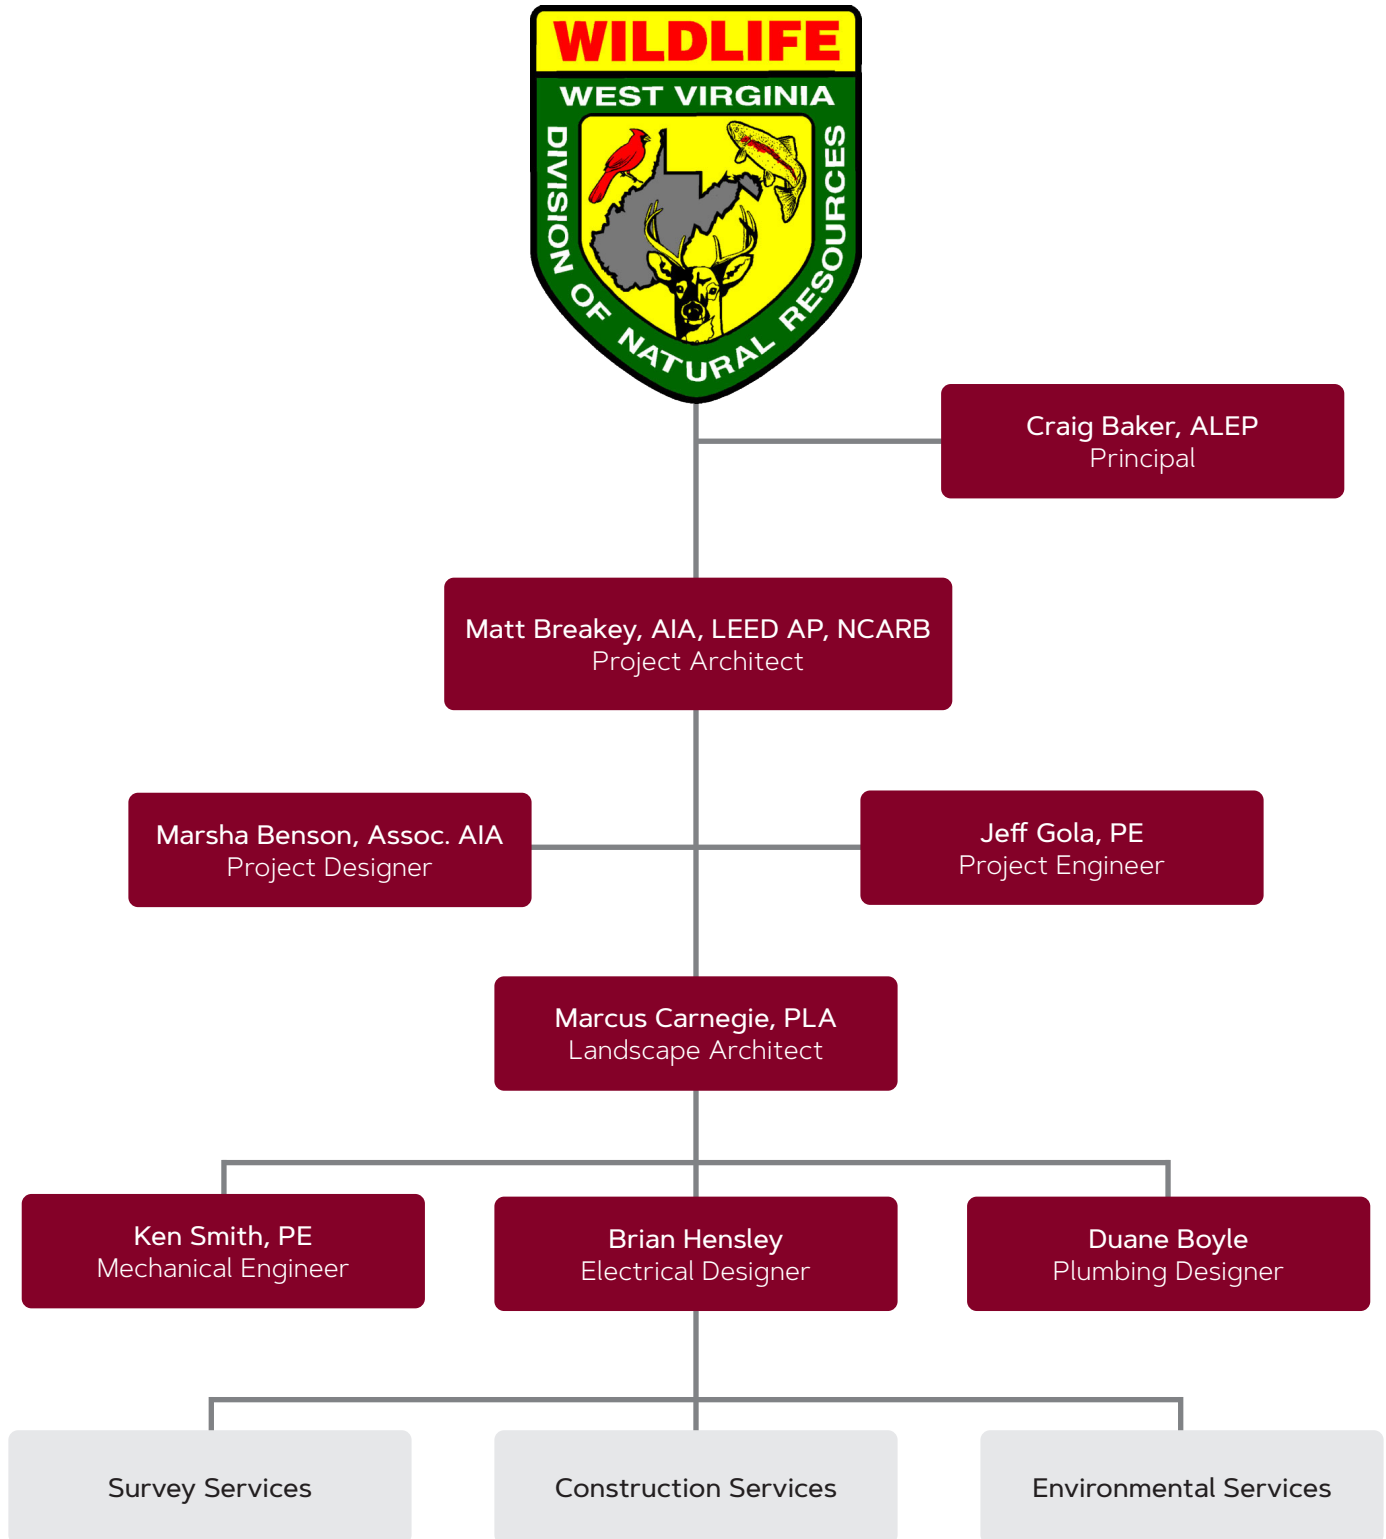 WILDLIFE
WEST VIRGINIA
DIVISION OF NATURAL RESOURCES
Craig Baker, ALEP
Principal
Matt Breakey, AIA, LEED AP, NCARB
Project Architect
Marsha Benson, Assoc. AIA
Project Designer
Jeff Gola, PE
Project Engineer
Marcus Carnegie, PLA
Landscape Architect
Ken Smith, PE
Mechanical Engineer
Brian Hensley
Electrical Designer
Duane Boyle
Plumbing Designer
Survey Services
Construction Services
Environmental Services